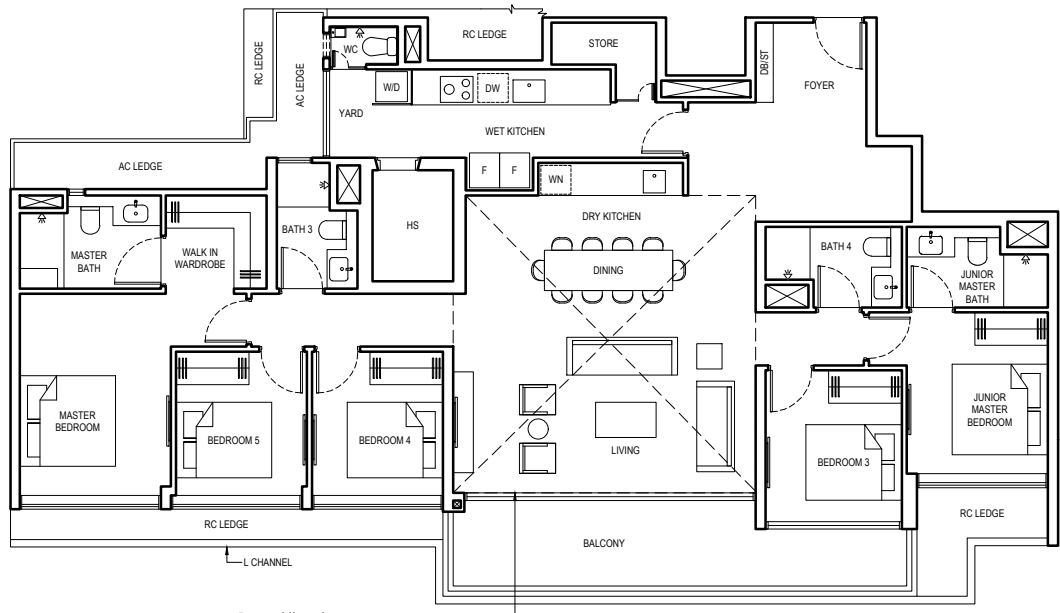 RC LEDGE
AC LEDGE
WC
RC LEDGE
STORE
DB/ST
FOYER
YARD
W/D
DW
WET KITCHEN
AC LEDGE
F
F
WN
HS
DRY KITCHEN
MASTER
BATH
WALK IN
WARDROBE
BATH 3
DINING
BATH 4
JUNIOR
MASTER
BATH
MASTER
BEDROOM
BEDROOM 5
BEDROOM 4
LIVING
BEDROOM 3
JUNIOR
MASTER
BEDROOM
RC LEDGE
L CHANNEL
BALCONY
RC LEDGE